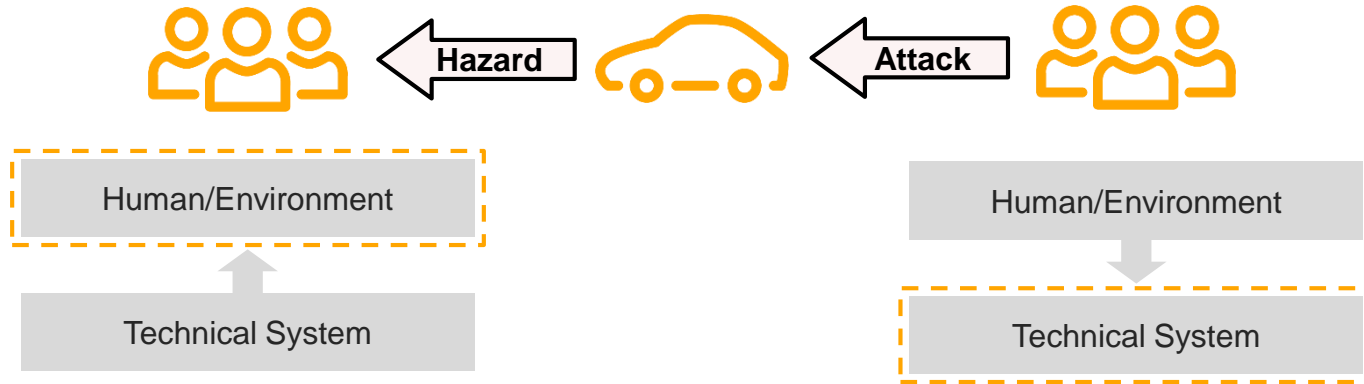 Hazard
Attack
Human/Environment
Technical System
Human/Environment
Technical System